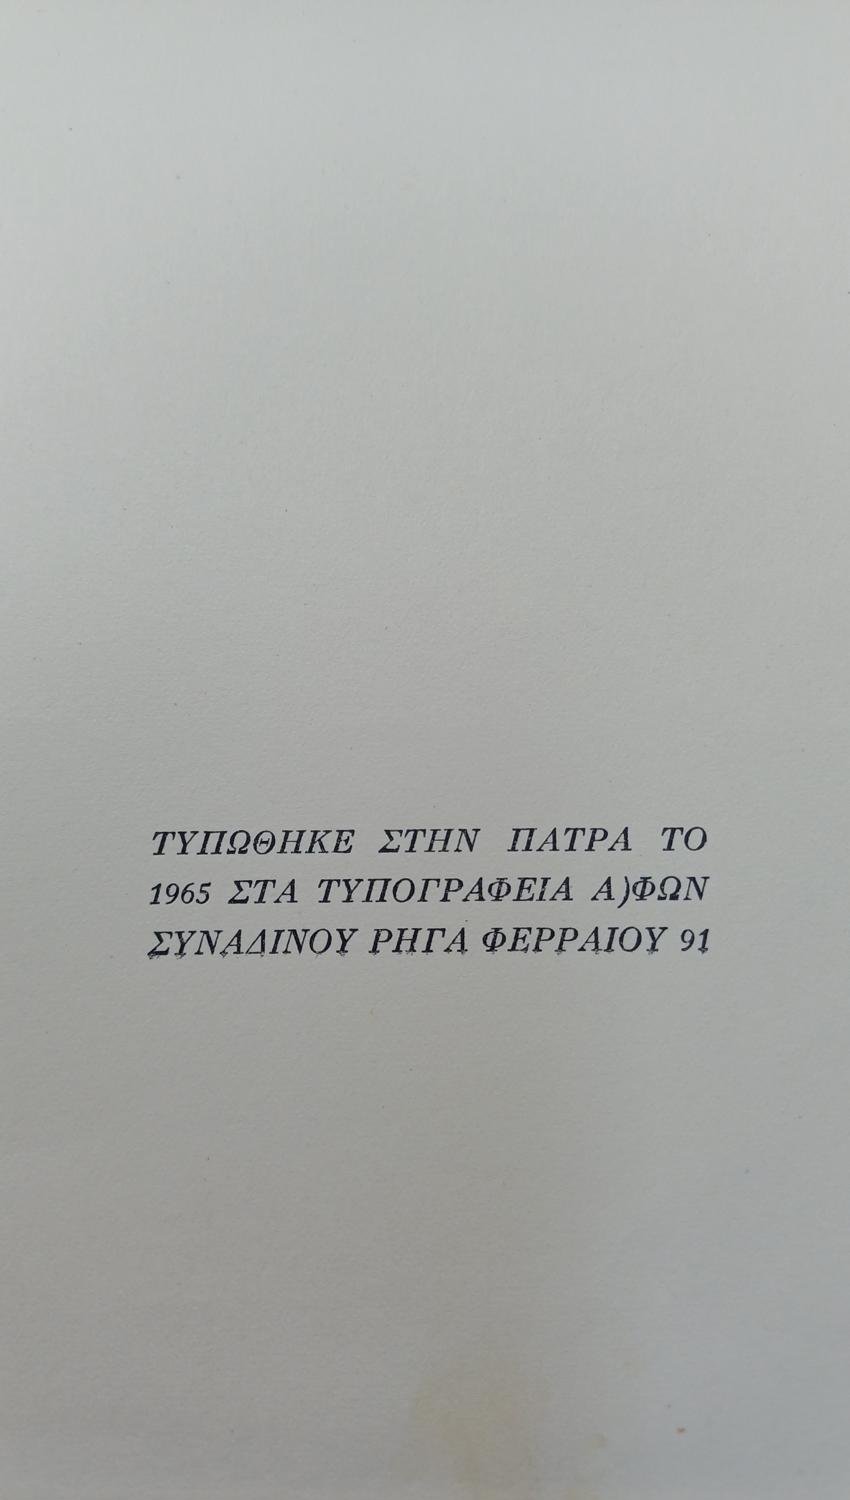 ΤΥΠΩΘΗΚΕ ΣΤΗΝ ΠΑΤΡΑ ΤΟ
1965 ΣΤΑ ΤΥΠΟΓΡΑΦΕΙΑ Α)ΦΩΝ
ΣΥΝΑΔΙΝΟΥ ΡΗΓΑ ΦΕΡΡΑΙΟΥ 91